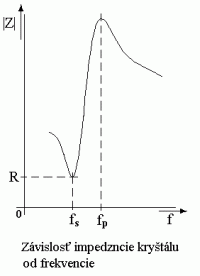 |Z|
R
0
fs
fp
f
Závislosť impedzncie kryštálu
od frekvencie